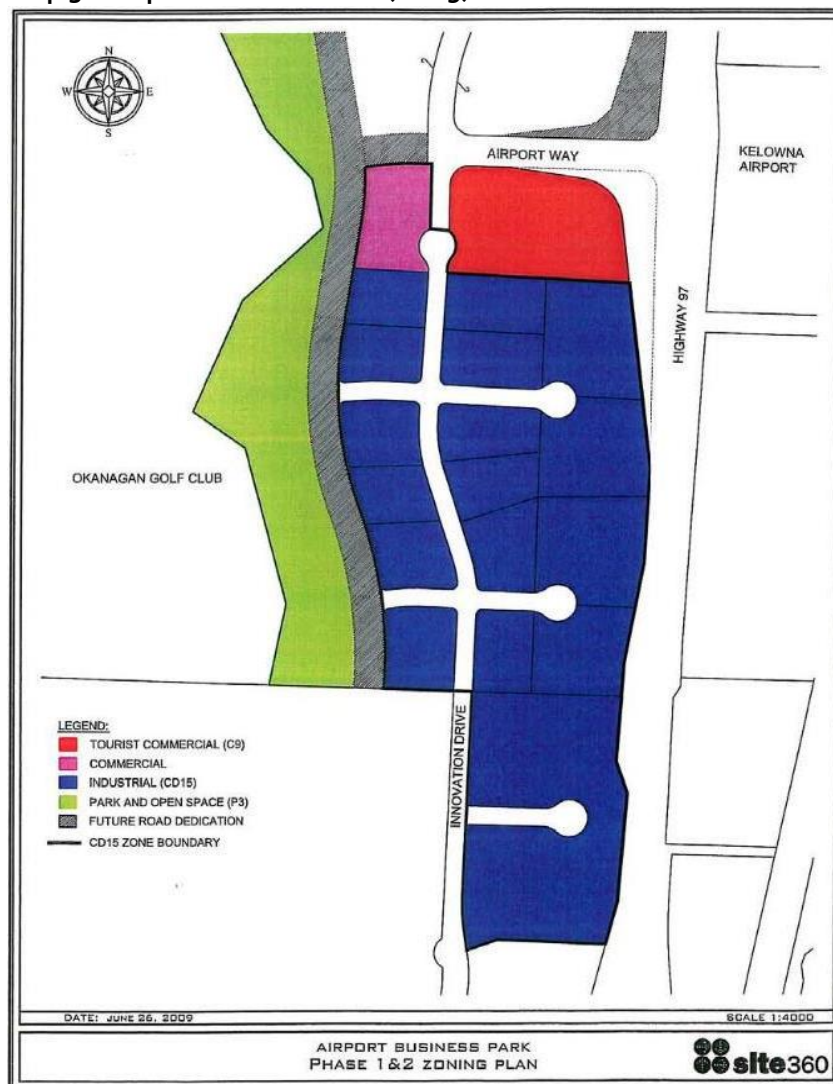 N
W E
S
AIRPORT WAY
KELOWNA
AIRPORT
HIGHWAY 97
OKANAGAN GOLF CLUB
INNOVATION DRIVE
LEGEND:
TOURIST COMMERCIAL (C9)
COMMERCIAL
INDUSTRIAL (CD15)
PARK AND OPEN SPACE (P3)
FUTURE ROAD DEDICATION
CD15 ZONE BOUNDARY
DATE: JUNE 26, 2009
SCALE 1:4000
AIRPORT BUSINESS PARK
PHASE 1&2 ZONING PLAN
site360